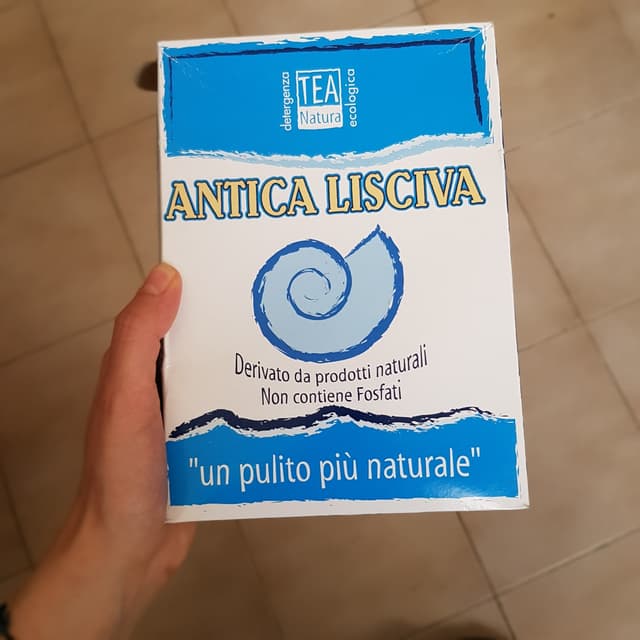 detergenza
TEA
Natura
ecologica
ANTICA LISCIVA
Derivato da prodotti naturali
Non contiene Fosfati
"un pulito più naturale"